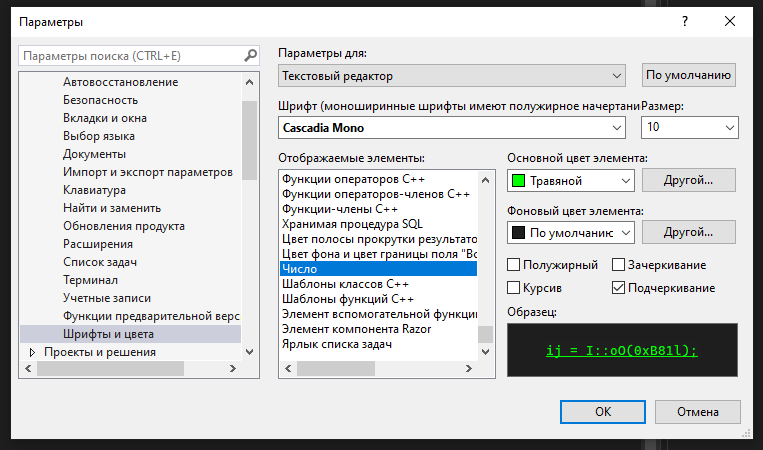 Параметры
?
Параметры поиска (CTRL+E)
Автовосстановление
Безопасность
Вкладки и окна
Выбор языка
Документы
Импорт и экспорт параметров
Клавиатура
Найти и заменить
Обновления продукта
Расширения
Список задач
Терминал
Учетные записи
Функции предварительной верс
Шрифты и цвета
Проекты и решения
Параметры для:
Текстовый редактор
По умолчанию
Шрифт (моноширинные шрифты имеют полужирное начертани
Размер:
Cascadia Mono
10
Отображаемые элементы:
Функции операторов C++
Функции операторов-членов C++
Функции-члены C++
Хранимая процедура SQL
Цвет полосы прокрутки результато
Цвет фона и цвет границы поля "Вс
Число
Шаблоны классов C++
Шаблоны функций C++
Элемент вспомогательной функции
Элемент компонента Razor
Ярлык списка задач
Основной цвет элемента:
Травяной
Другой...
Фоновый цвет элемента:
По умолчанию
Другой...
Полужирный
Зачеркивание
Курсив
Подчеркивание
Образец:
ij = I::oO(0xB81l);
ОК
Отмена